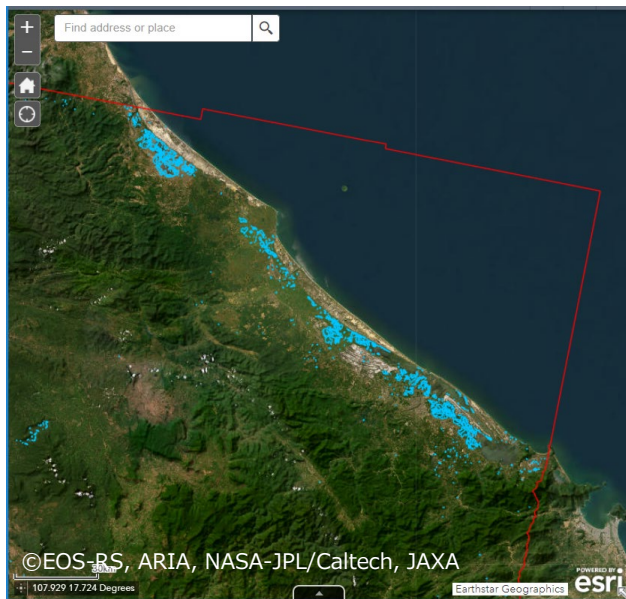 +
Find address or place
−
©EOS-RS, ARIA, NASA-JPL/Caltech, JAXA
107.929 17.724 Degrees
Earthstar Geographics
POWERED BY
esri